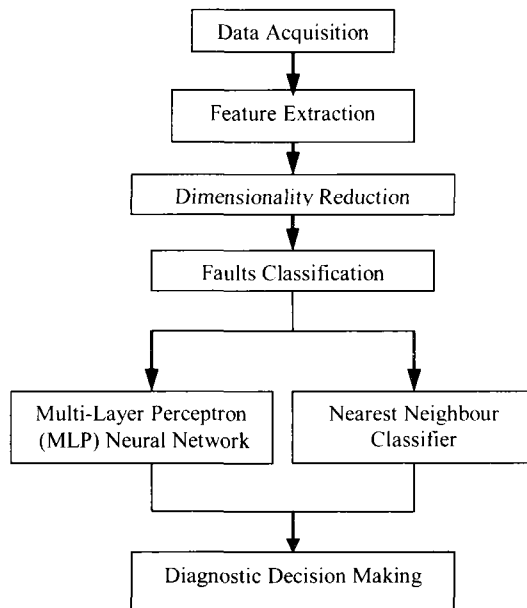 Data Acquisition
Feature Extraction
Dimensionality Reduction
Faults Classification
Multi-Layer Perceptron
(MLP) Neural Network
Nearest Neighbour
Classifier
Diagnostic Decision Making